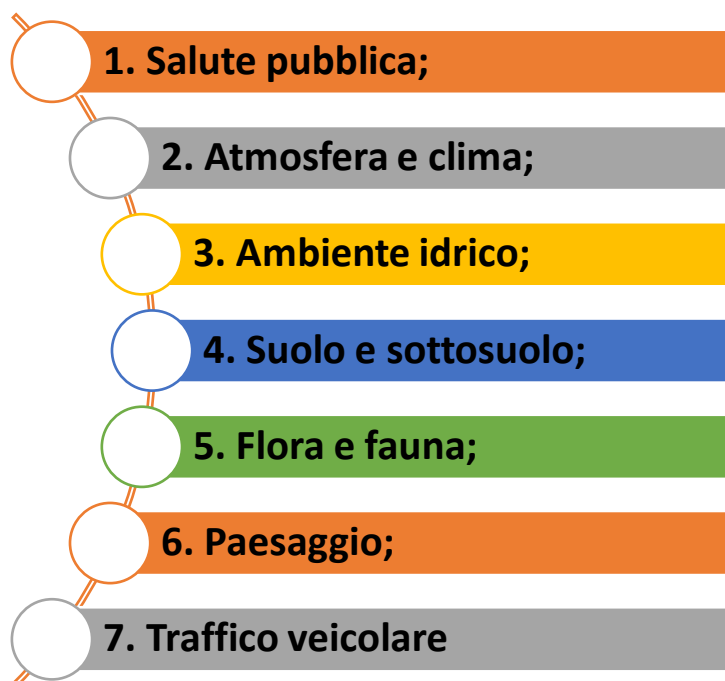 1. Salute pubblica;
2. Atmosfera e clima;
3. Ambiente idrico;
4. Suolo e sottosuolo;
5. Flora e fauna;
6. Paesaggio;
7. Traffico veicolare